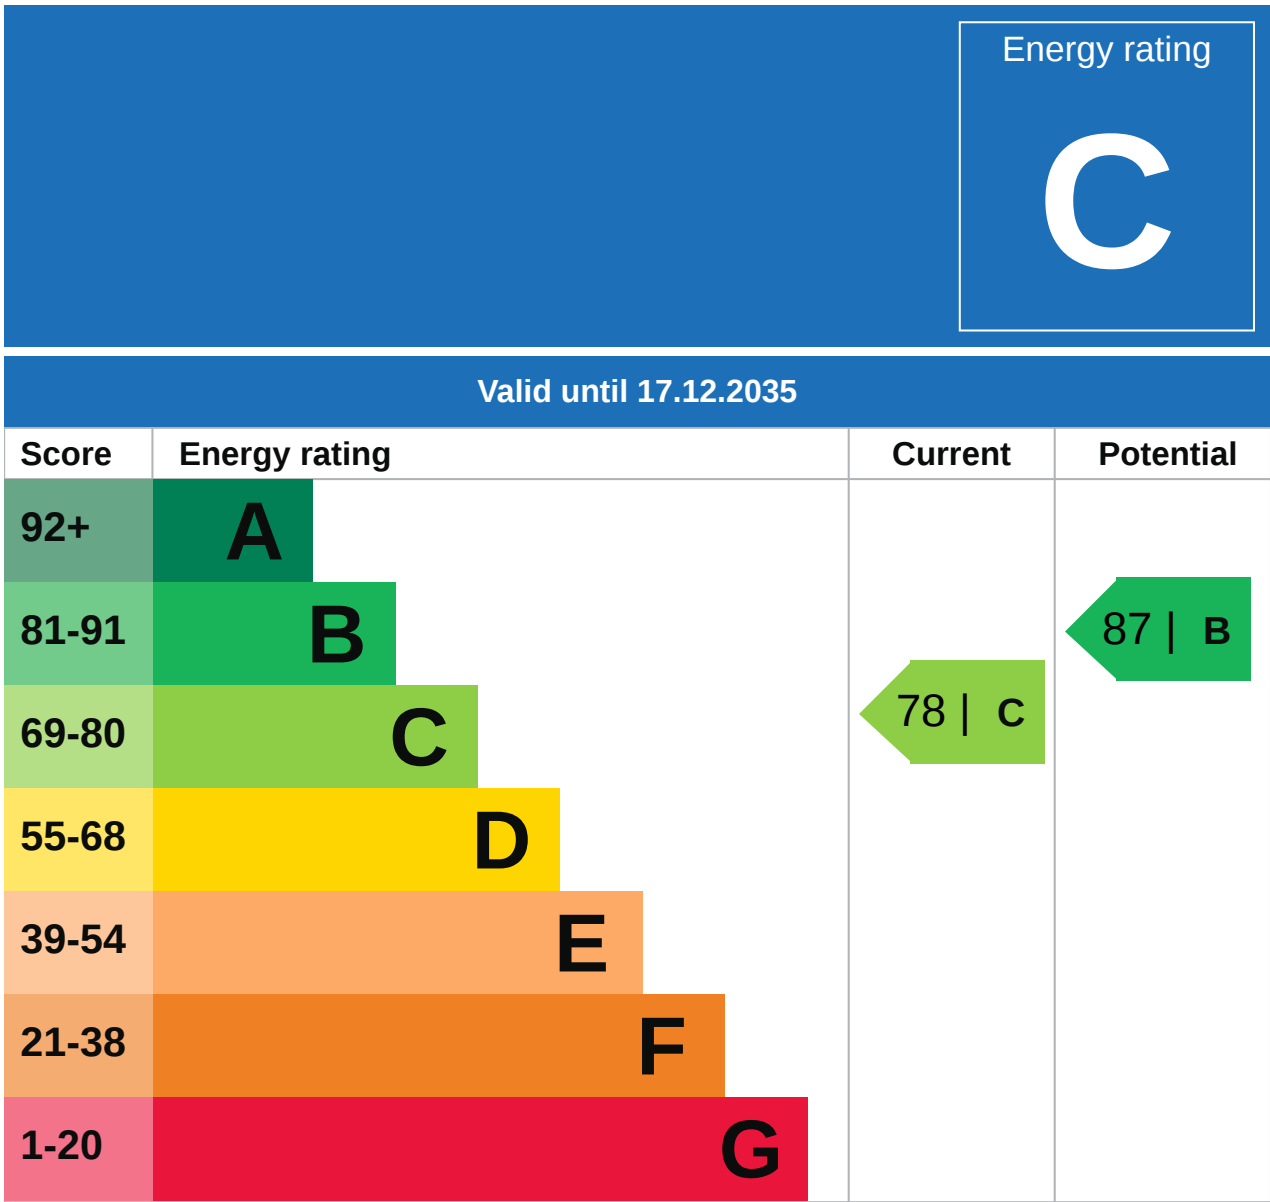 Energy rating
C
Valid until 17.12.2035
Score Energy rating Current Potential
92+ A
81-91 B 87 | B
69-80 C 78 | C
55-68 D
39-54 E
21-38 F
1-20 G